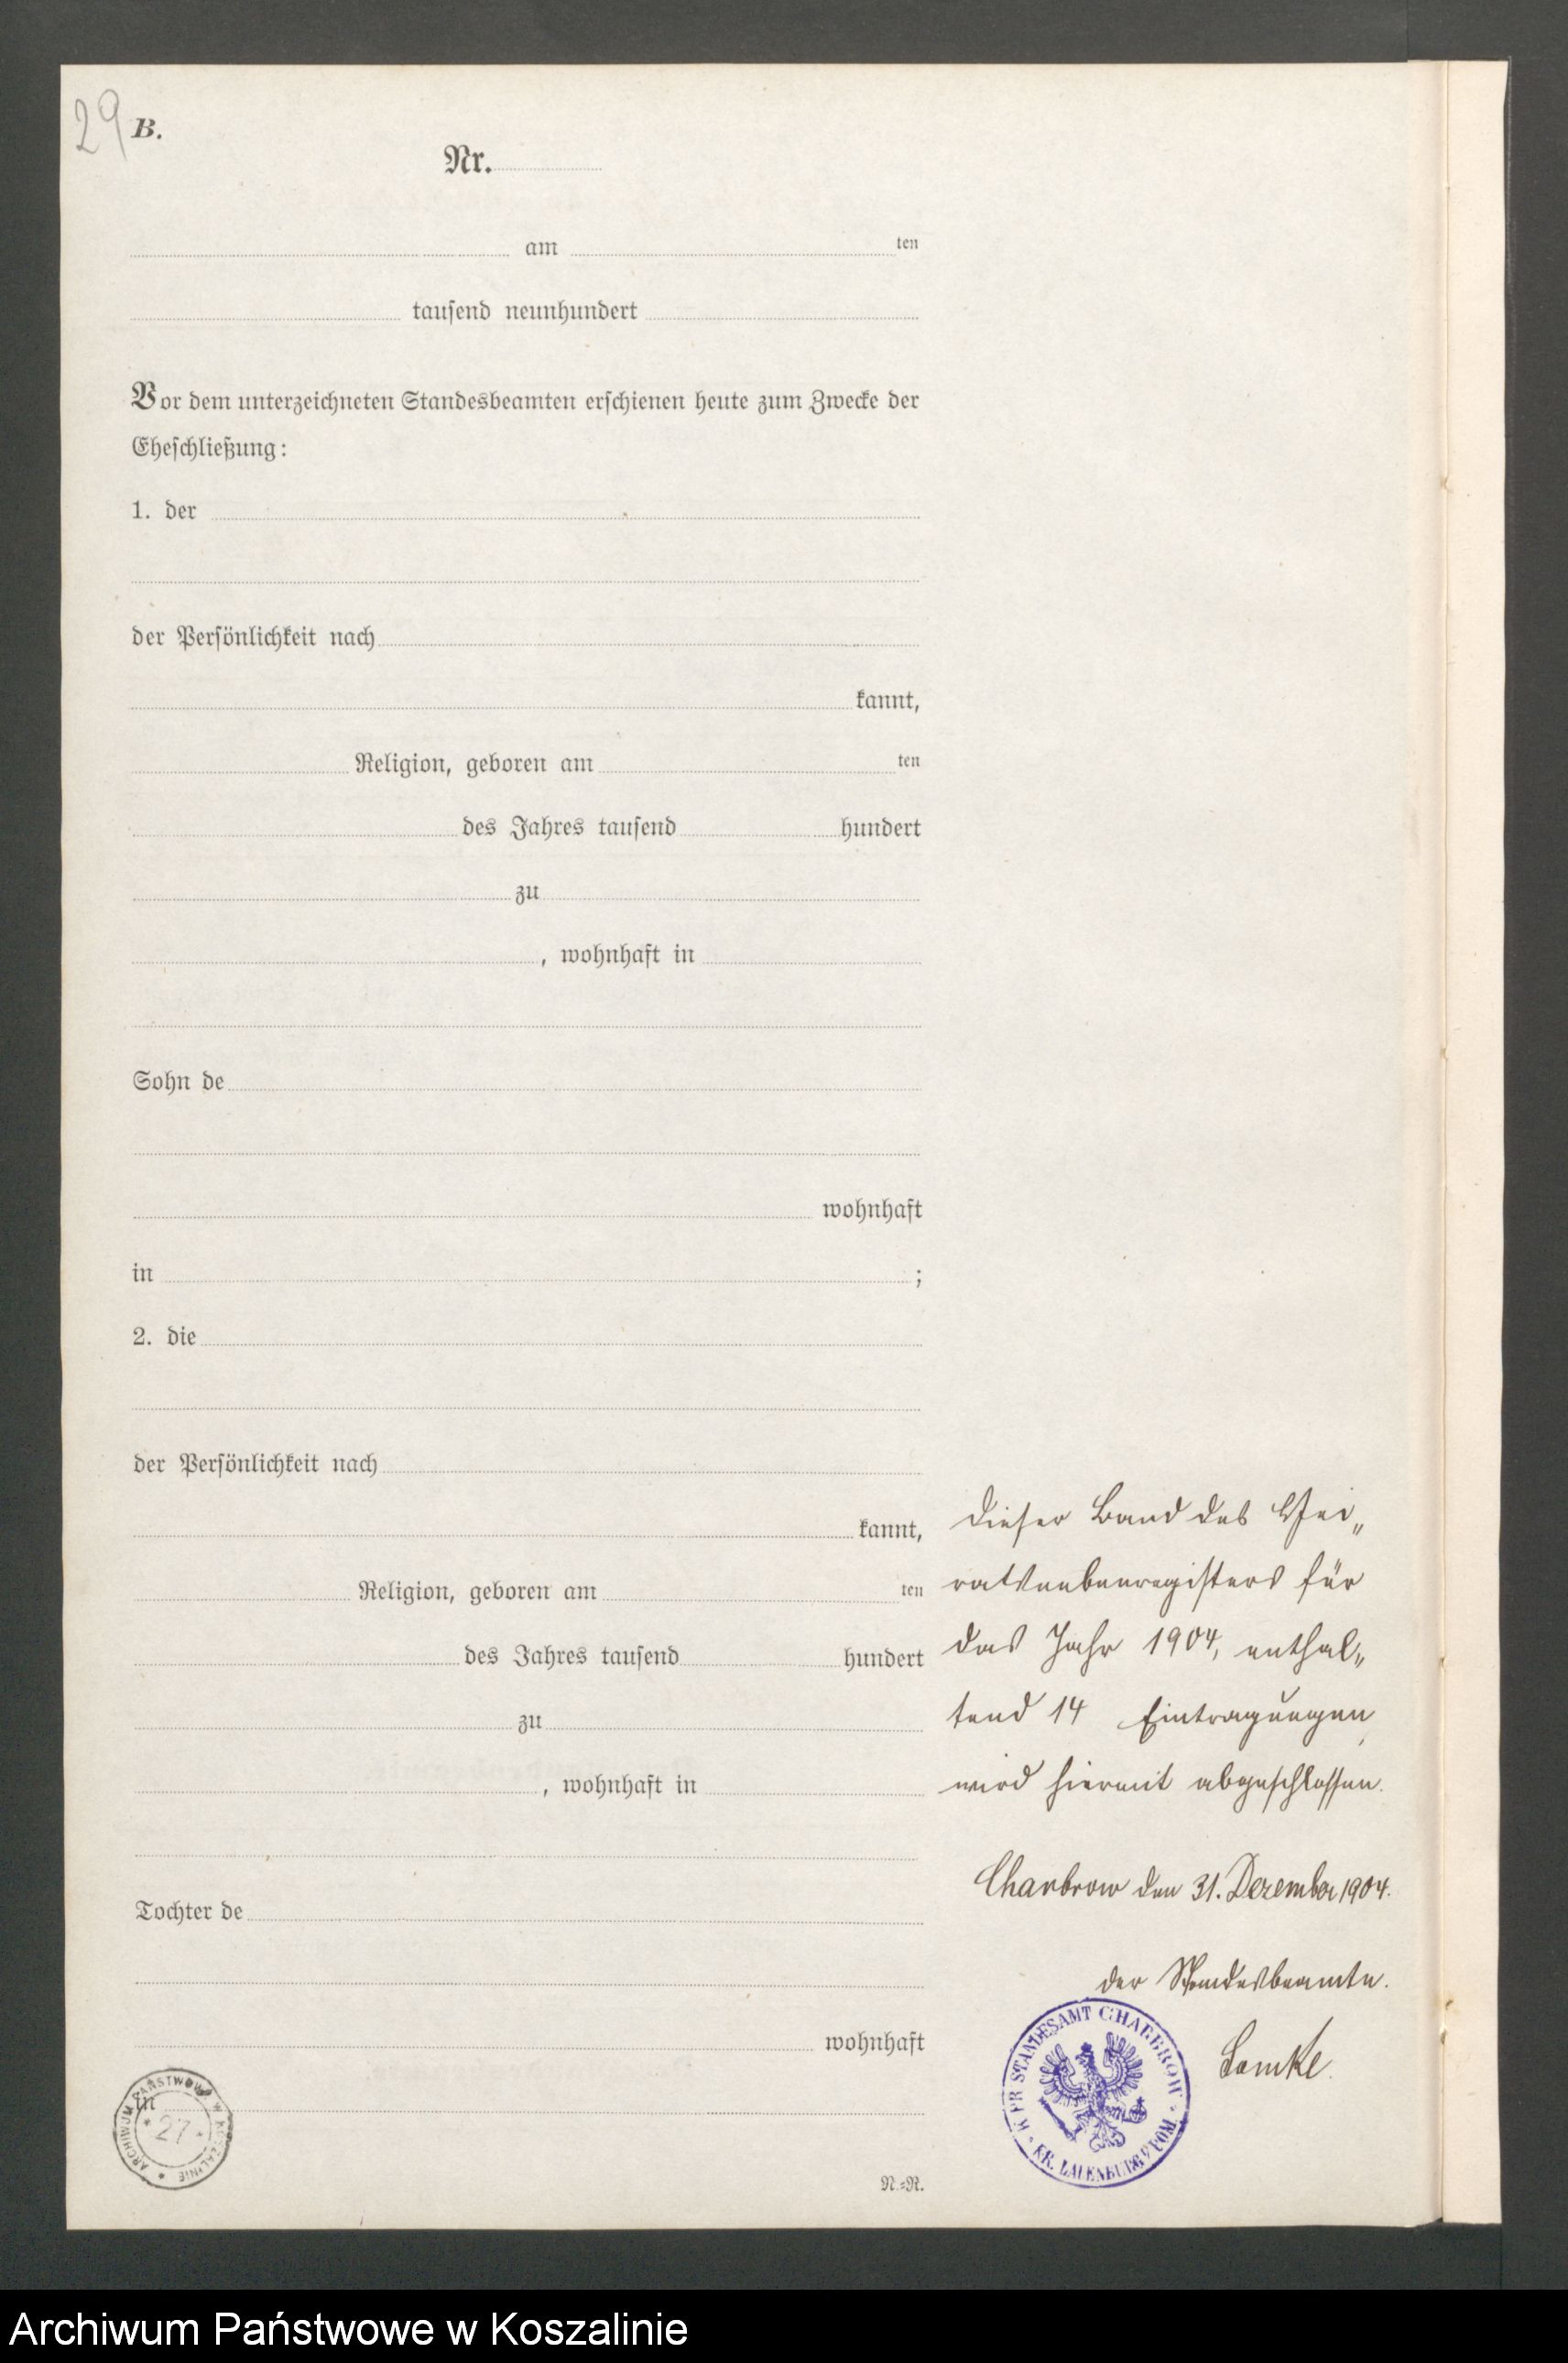 29
B.
Nr.
am ten
tausend neunhundert
Vor dem unterzeichneten Standesbeamten erschienen heute zum Zwecke der
Eheschließung:
1. der
der Persönlichkeit nach
kannt,
Religion, geboren am ten
des Jahres tausend hundert
zu
, wohnhaft in
Sohn de
wohnhaft
in ;
2. die
der Persönlichkeit nach
kannt,
Religion, geboren am ten
des Jahres tausend hundert
zu
, wohnhaft in
Tochter de
wohnhaft
in
N.=N.
Dieser Band des Hei„
ratsnebenregisters für
das Jahr 1904, enthal„
tend 14 Eintragungen,
wird hiermit abgeschlossen.
Charbrow den 31. Dezember 1904.
der Standesbeamte.
K. PR STANDESAMT CHARBROW
KR. LAUENBURG I/POM
ARCHIWUM PAŃSTWOWE W KOSZALINIE
27
Archiwum Państwowe w Koszalinie